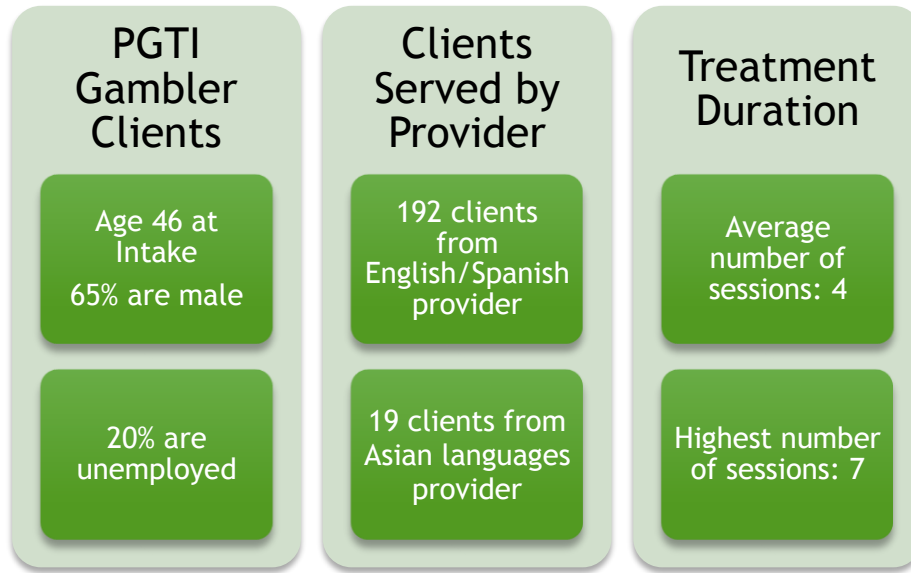 PGTI
Gambler
Clients
Age 46 at
Intake
65% are male
20% are
unemployed
Clients
Served by
Provider
192 clients
from
English/Spanish
provider
19 clients from
Asian languages
provider
Treatment
Duration
Average
number of
sessions: 4
Highest number
of sessions: 7